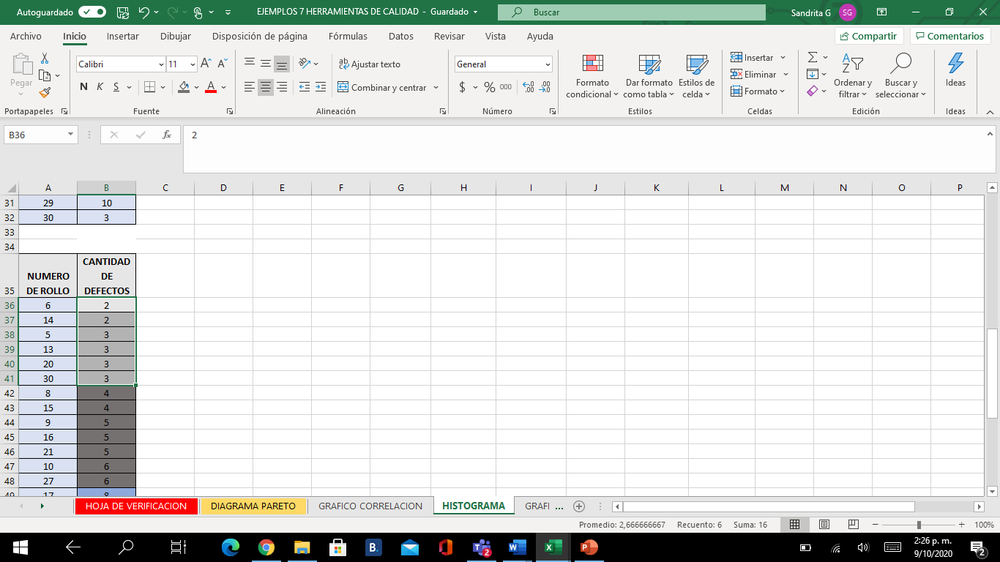 Autoguardado EJEMPLOS 7 HERRAMIENTAS DE CALIDAD - Guardado Buscar Sandrita G SG
Archivo Inicio Insertar Dibujar Disposición de página Fórmulas Datos Revisar Vista Ayuda Compartir Comentarios
Pegar
Calibri 11
N K S
A A
ab Ajustar texto
Combinar y centrar
General
$ % 000
Formato condicional
Dar formato como tabla
Estilos de celda
Insertar
Eliminar
Formato
Ordenar y filtrar
Buscar y seleccionar
Ideas
Portapapeles Fuente Alineación Número Estilos Celdas Edición Ideas
B36 fx 2
A B C D E F G H I J K L M N O P
31 29 10
32 30 3
33
34
35 NUMERO DE ROLLO CANTIDAD DE DEFECTOS
36 6 2
37 14 2
38 5 3
39 13 3
40 20 3
41 30 3
42 8 4
43 15 4
44 9 5
45 16 5
46 21 5
47 10 6
48 27 6
49 17 8
HOJA DE VERIFICACION DIAGRAMA PARETO GRAFICO CORRELACION HISTOGRAMA GRAFI ...
Promedio: 2,666666667 Recuento: 6 Suma: 16 100%
B. 2 W X P 2:26 p. m.
9/10/2020 2